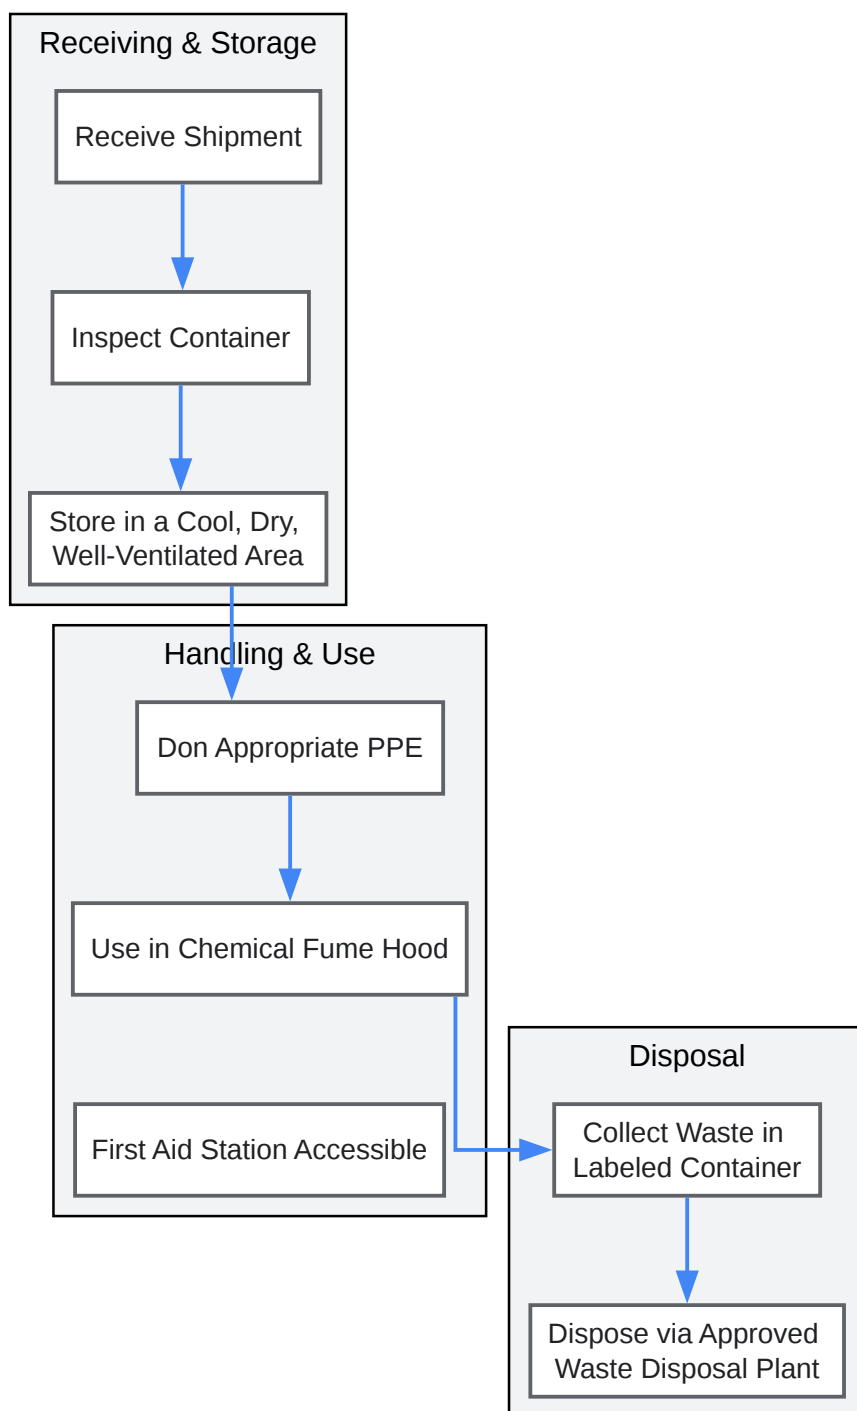 Receiving & Storage
Receive Shipment
Inspect Container
Store in a Cool, Dry,
Well-Ventilated Area
Handling & Use
Don Appropriate PPE
Use in Chemical Fume Hood
First Aid Station Accessible
Disposal
Collect Waste in
Labeled Container
Dispose via Approved
Waste Disposal Plant